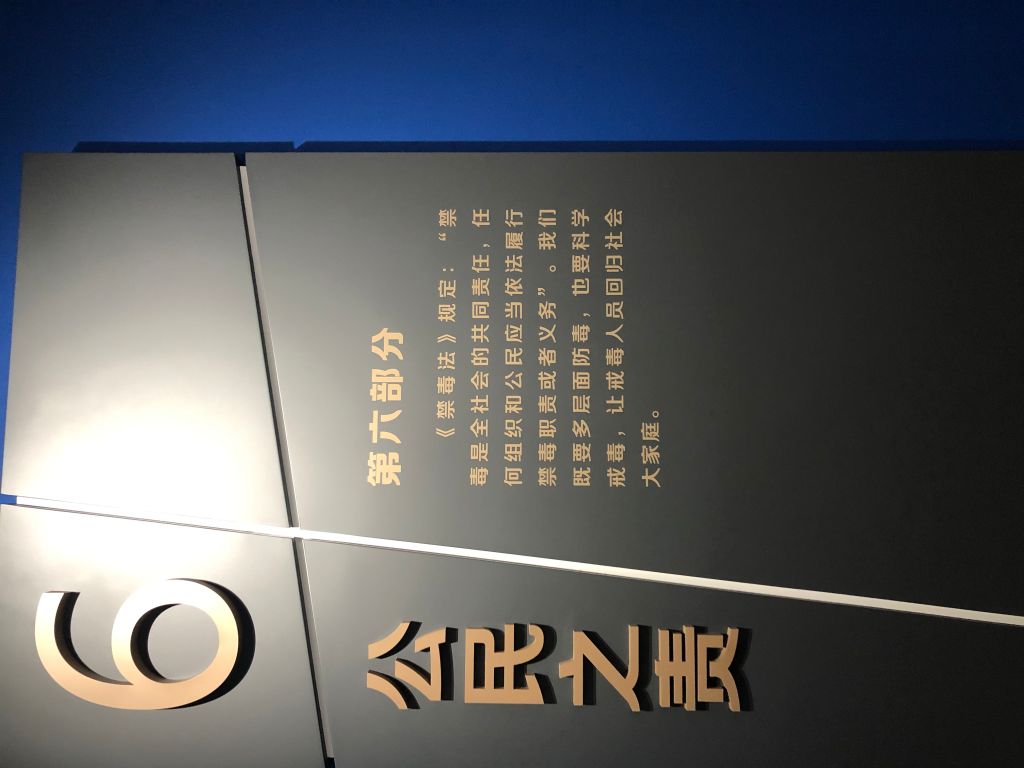 6
公民之责
第六部分
《禁毒法》规定：“禁
毒是全社会的共同责任，任
何组织和公民应当依法履行
禁毒职责或者义务”。我们
既要多层面防毒，也要科学
戒毒，让戒毒人员回归社会
大家庭。